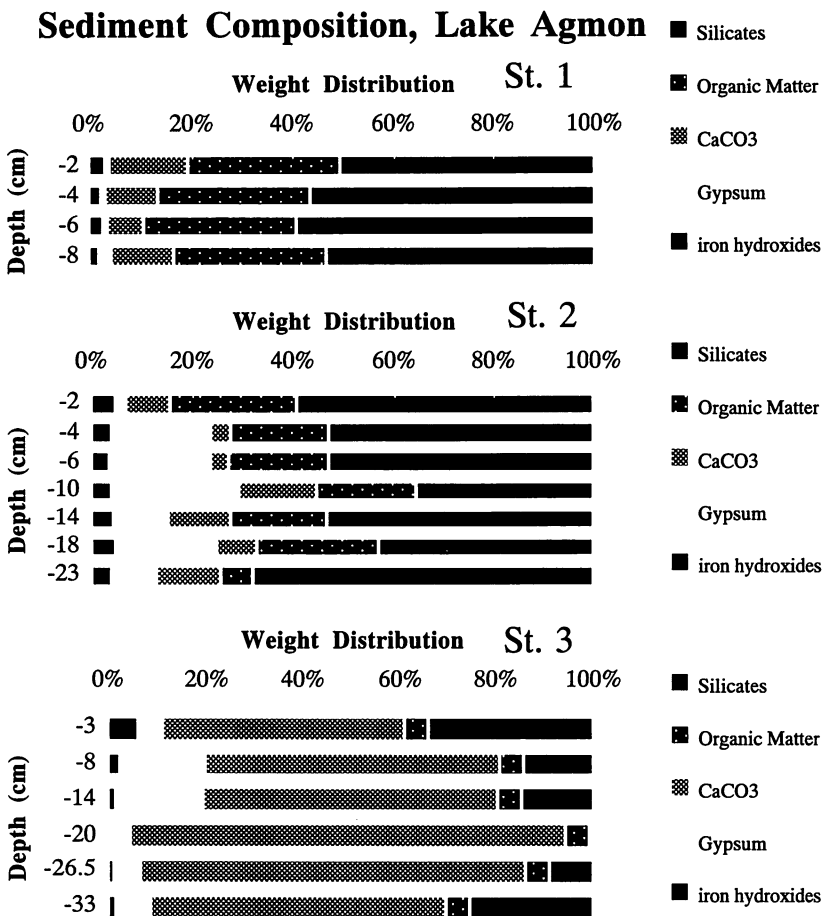 Sediment Composition, Lake Agmon
Weight Distribution St. 1
0% 20% 40% 60% 80% 100%
Depth (cm)
-2
-4
-6
-8
Silicates
Organic Matter
CaCO3
Gypsum
iron hydroxides
Weight Distribution St. 2
0% 20% 40% 60% 80% 100%
Depth (cm)
-2
-4
-6
-10
-14
-18
-23
Silicates
Organic Matter
CaCO3
Gypsum
iron hydroxides
Weight Distribution St. 3
0% 20% 40% 60% 80% 100%
Depth (cm)
-3
-8
-14
-20
-26.5
-33
Silicates
Organic Matter
CaCO3
Gypsum
iron hydroxides